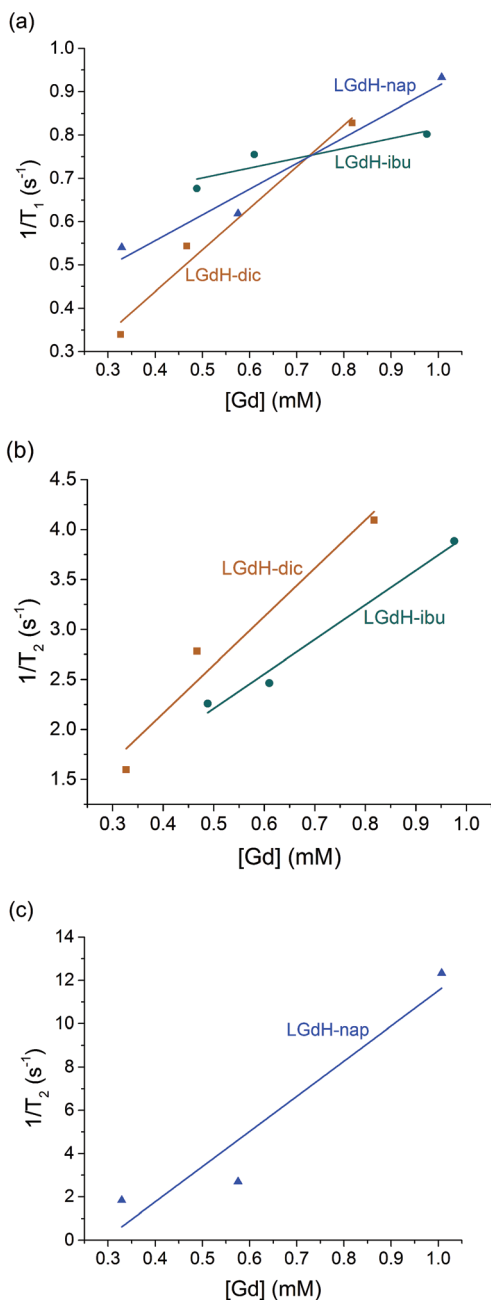 (a)
1.0
0.9
0.8
0.7
0.6
0.5
0.4
0.3
1/T₁ (s⁻¹)
LGdH-nap
LGdH-ibu
LGdH-dic
0.3 0.4 0.5 0.6 0.7 0.8 0.9 1.0
[Gd] (mM)
(b)
4.5
4.0
3.5
3.0
2.5
2.0
1.5
1/T₂ (s⁻¹)
LGdH-dic
LGdH-ibu
0.3 0.4 0.5 0.6 0.7 0.8 0.9 1.0
[Gd] (mM)
(c)
14
12
10
8
6
4
2
0
1/T₂ (s⁻¹)
LGdH-nap
0.3 0.4 0.5 0.6 0.7 0.8 0.9 1.0
[Gd] (mM)